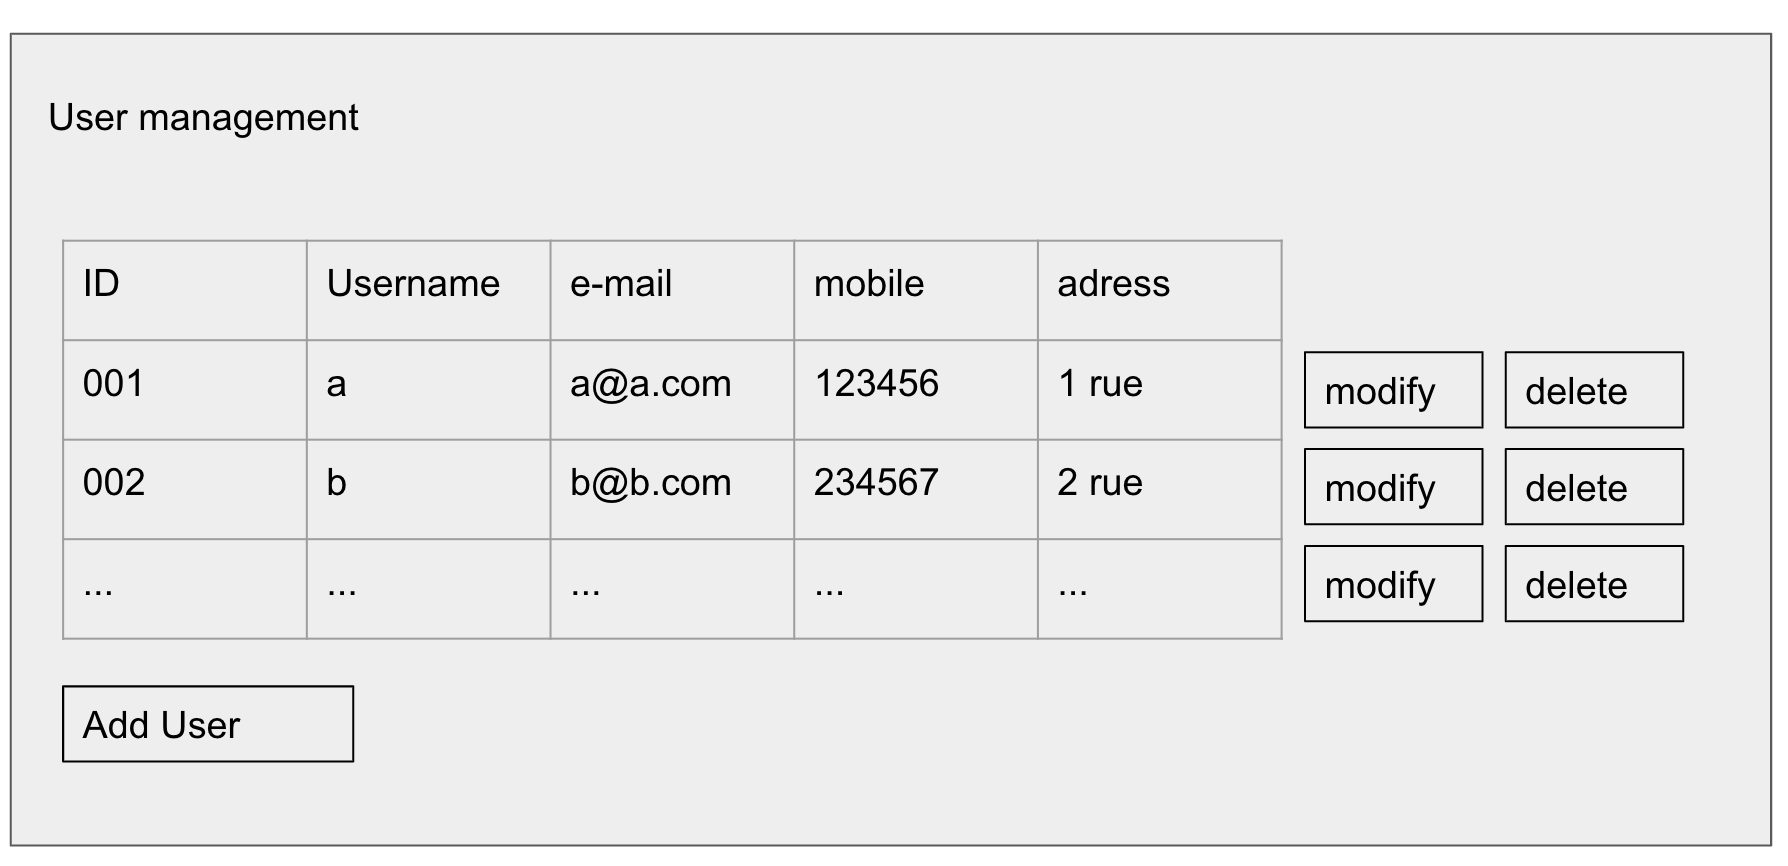 User management
ID Username e-mail mobile adress
001 a a@a.com 123456 1 rue modify delete
002 b b@b.com 234567 2 rue modify delete
... ... ... ... ... modify delete
Add User